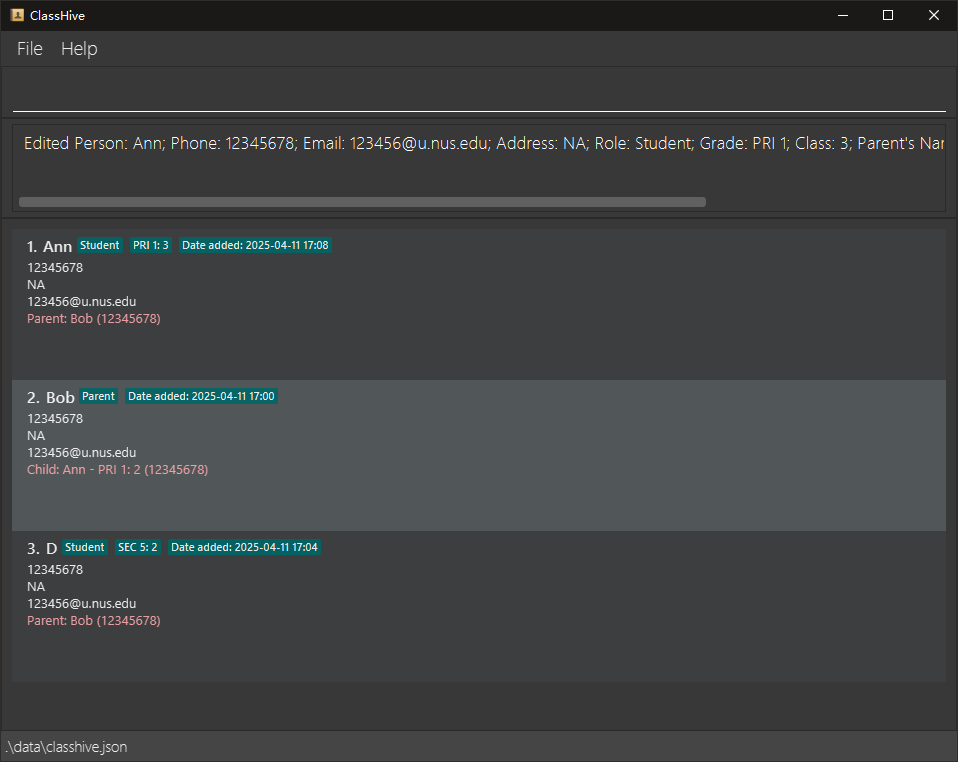 ClassHive
File Help
Edited Person: Ann; Phone: 12345678; Email: 123456@u.nus.edu; Address: NA; Role: Student; Grade: PRI 1; Class: 3; Parent's Nar
1. Ann Student PRI 1: 3 Date added: 2025-04-11 17:08
12345678
NA
123456@u.nus.edu
Parent: Bob (12345678)
2. Bob Parent Date added: 2025-04-11 17:00
12345678
NA
123456@u.nus.edu
Child: Ann - PRI 1: 2 (12345678)
3. D Student SEC 5: 2 Date added: 2025-04-11 17:04
12345678
NA
123456@u.nus.edu
Parent: Bob (12345678)
.\data\classhive.json